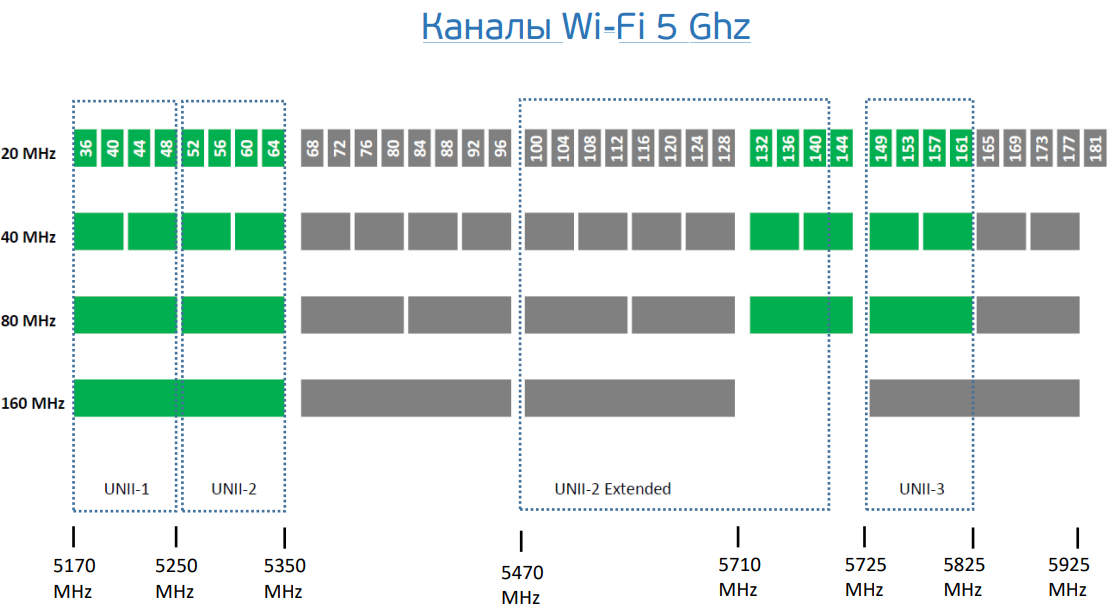 Каналы Wi-Fi 5 Ghz
20 MHz 36 40 44 48 52 56 60 64 68 72 76 80 84 88 92 96 100 104 108 112 116 120 124 128 132 136 140 144 149 153 157 161 165 169 173 177 181
40 MHz
80 MHz
160 MHz
UNII-1 UNII-2 UNII-2 Extended UNII-3
5170 5250 5350 5470 5710 5725 5825 5925
MHz MHz MHz MHz MHz MHz MHz MHz